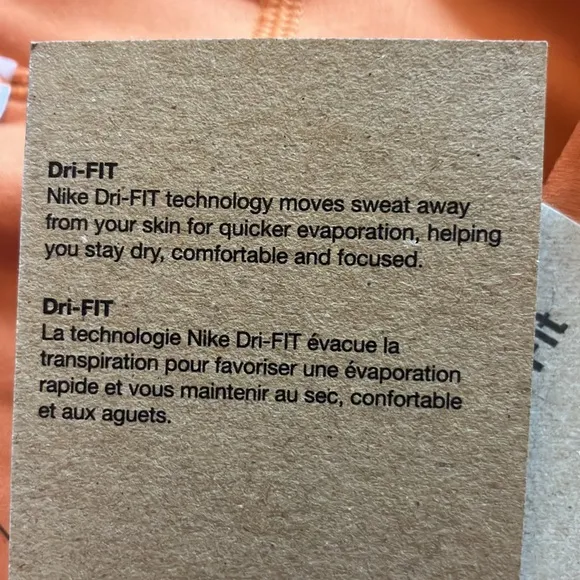 Dri-FIT
Nike Dri-FIT technology moves sweat away
from your skin for quicker evaporation, helping
you stay dry, comfortable and focused.
Dri-FIT
La technologie Nike Dri-FIT évacue la
transpiration pour favoriser une évaporation
rapide et vous maintenir au sec, confortable
et aux aguets.